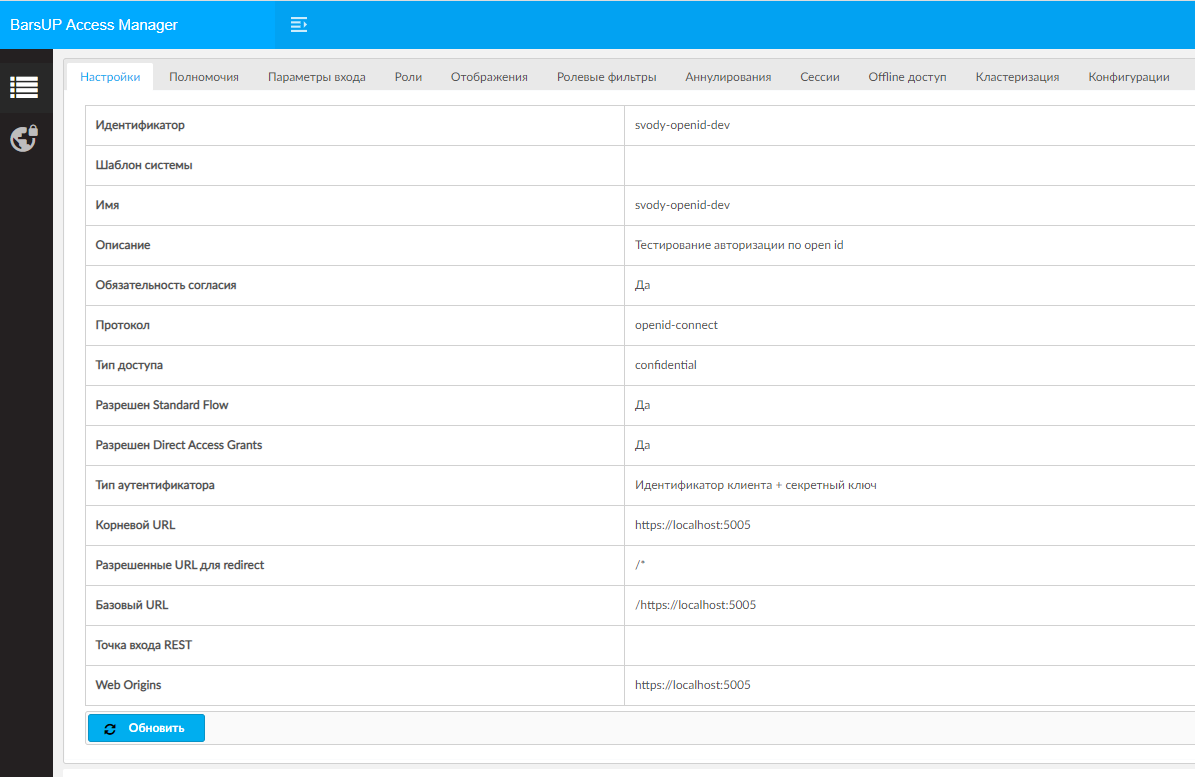 BarsUP Access Manager
Настройки Полномочия Параметры входа Роли Отображения Ролевые фильтры Аннулирования Сессии Offline доступ Кластеризация Конфигурации
Идентификатор svody-openid-dev
Шаблон системы
Имя svody-openid-dev
Описание Тестирование авторизации по open id
Обязательность согласия Да
Протокол openid-connect
Тип доступа confidential
Разрешен Standard Flow Да
Разрешен Direct Access Grants Да
Тип аутентификатора Идентификатор клиента + секретный ключ
Корневой URL https://localhost:5005
Разрешенные URL для redirect /*
Базовый URL /https://localhost:5005
Точка входа REST
Web Origins https://localhost:5005
Обновить